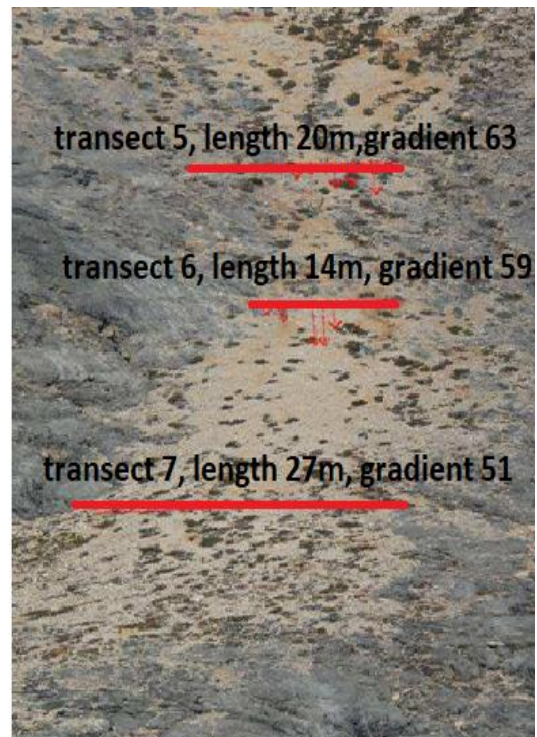 transect 5, length 20m,gradient 63
transect 6, length 14m, gradient 59
transect 7, length 27m, gradient 51